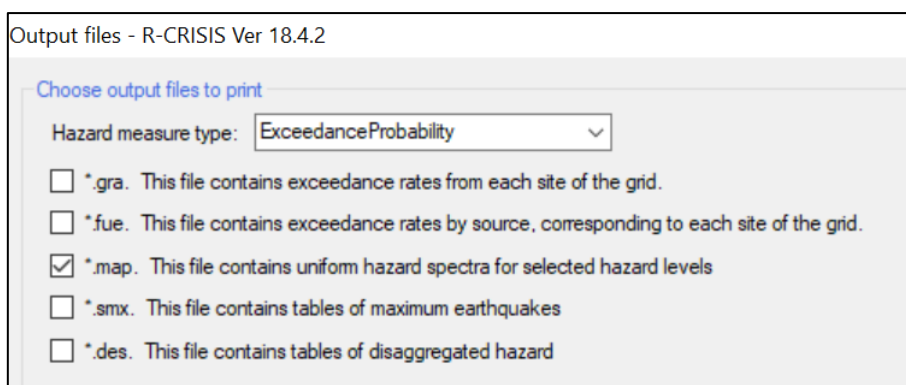 Output files - R-CRISIS Ver 18.4.2
Choose output files to print
Hazard measure type: ExceedanceProbability
*.gra. This file contains exceedance rates from each site of the grid.
*.fue. This file contains exceedance rates by source, corresponding to each site of the grid.
*.map. This file contains uniform hazard spectra for selected hazard levels
*.smx. This file contains tables of maximum earthquakes
*.des. This file contains tables of disaggregated hazard